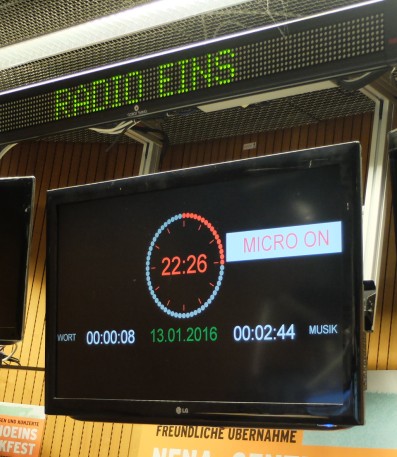 RADIO EINS
MICRO ON
22:26
WORT 00:00:08 13.01.2016 00:02:44 MUSIK
LG
FREUNDLICHE ÜBERNAHME